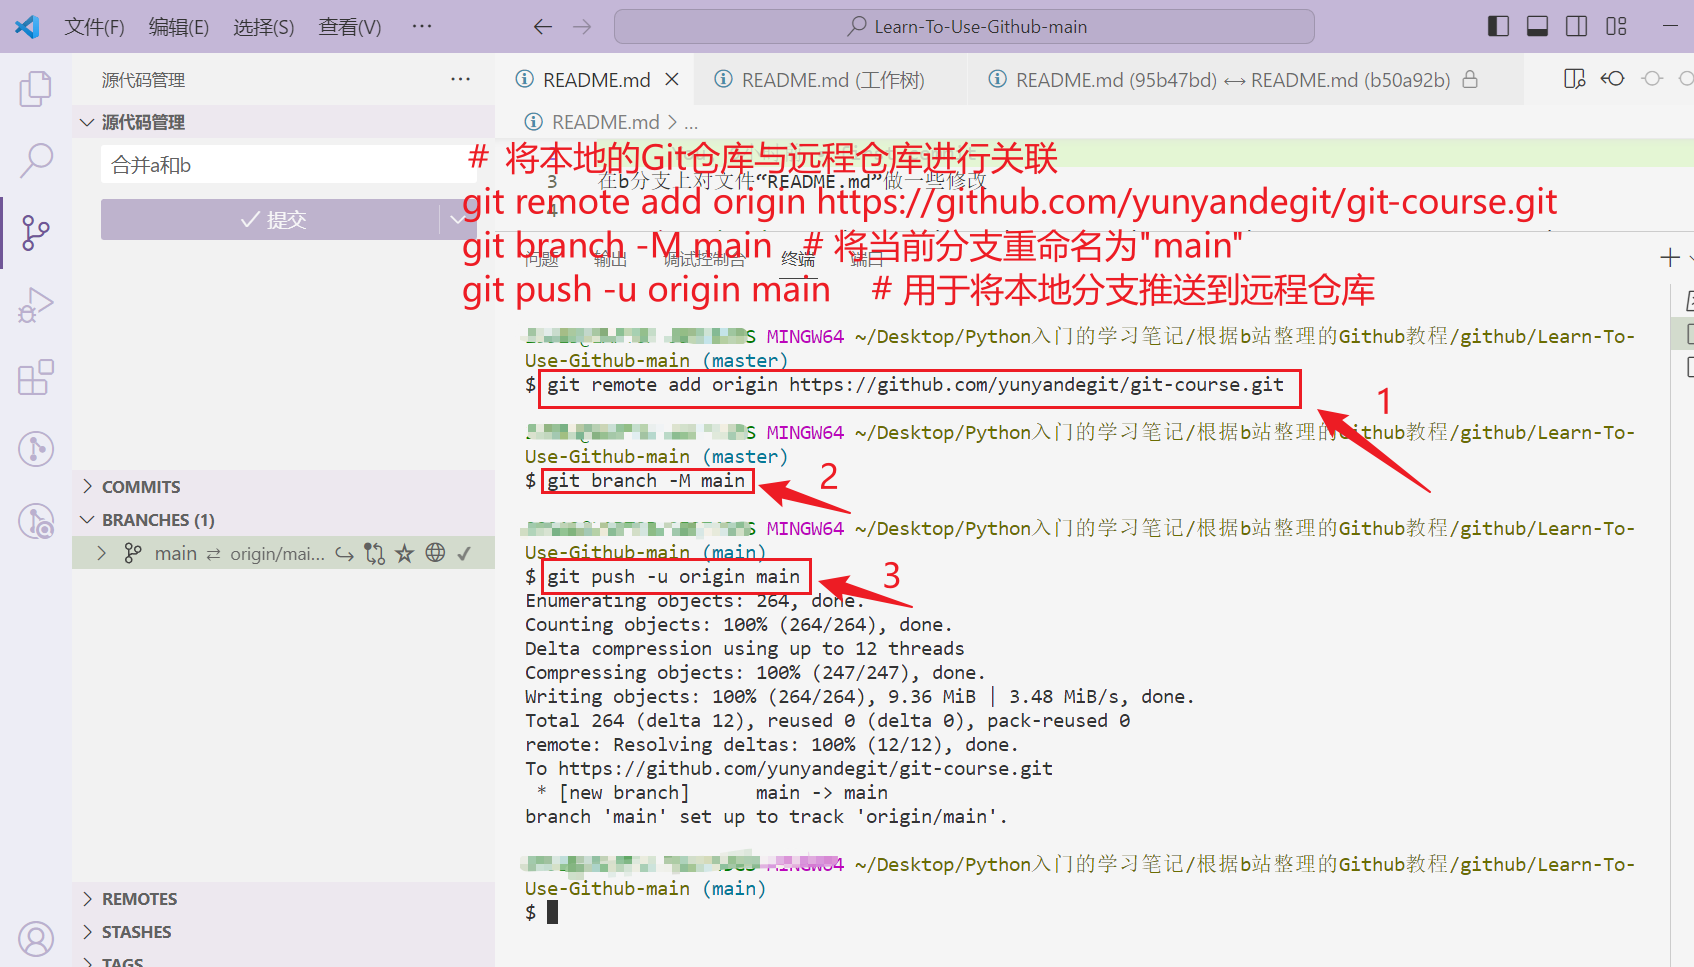 文件(F) 编辑(E) 选择(S) 查看(V) ··· Learn-To-Use-Github-main
源代码管理 ···
源代码管理
合并a和b
提交
COMMITS
BRANCHES (1)
main ⇄ origin/mai...
REMOTES
STASHES
TAGS
README.md README.md (工作树) README.md (95b47bd) ↔ README.md (b50a92b)
README.md > ...
# 将本地的Git仓库与远程仓库进行关联
3 在b分支上对文件“README.md”做一些修改
4
git remote add origin https://github.com/yunyandegit/git-course.git
git branch -M main # 将当前分支重命名为"main"
问题 输出 调试控制台 终端 端口
git push -u origin main # 用于将本地分支推送到远程仓库
S MINGW64 ~/Desktop/Python入门的学习笔记/根据b站整理的Github教程/github/Learn-To-
Use-Github-main (master)
$ git remote add origin https://github.com/yunyandegit/git-course.git
1
S MINGW64 ~/Desktop/Python入门的学习笔记/根据b站整理的Github教程/github/Learn-To-
Use-Github-main (master)
$ git branch -M main
2
S MINGW64 ~/Desktop/Python入门的学习笔记/根据b站整理的Github教程/github/Learn-To-
Use-Github-main (main)
$ git push -u origin main
3
Enumerating objects: 264, done.
Counting objects: 100% (264/264), done.
Delta compression using up to 12 threads
Compressing objects: 100% (247/247), done.
Writing objects: 100% (264/264), 9.36 MiB | 3.48 MiB/s, done.
Total 264 (delta 12), reused 0 (delta 0), pack-reused 0
remote: Resolving deltas: 100% (12/12), done.
To https://github.com/yunyandegit/git-course.git
* [new branch] main -> main
branch 'main' set up to track 'origin/main'.
~/Desktop/Python入门的学习笔记/根据b站整理的Github教程/github/Learn-To-
Use-Github-main (main)
$